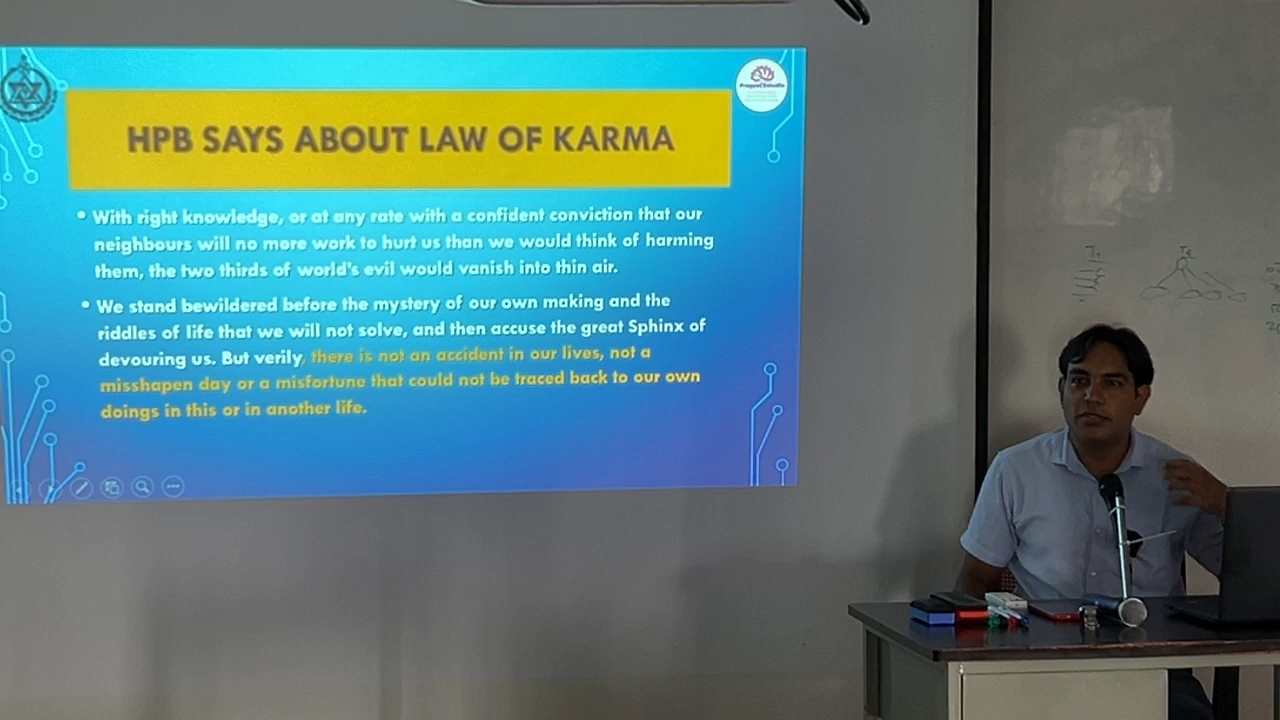 HPB SAYS ABOUT LAW OF KARMA
• With right knowledge, or at any rate with a confident conviction that our
neighbours will no more work to hurt us than we would think of harming
them, the two thirds of world's evil would vanish into thin air.
• We stand bewildered before the mystery of our own making and the
riddles of life that we will not solve, and then accuse the great Sphinx of
devouring us. But verily, there is not an accident in our lives, not a
misshapen day or a misfortune that could not be traced back to our own
doings in this or in another life.